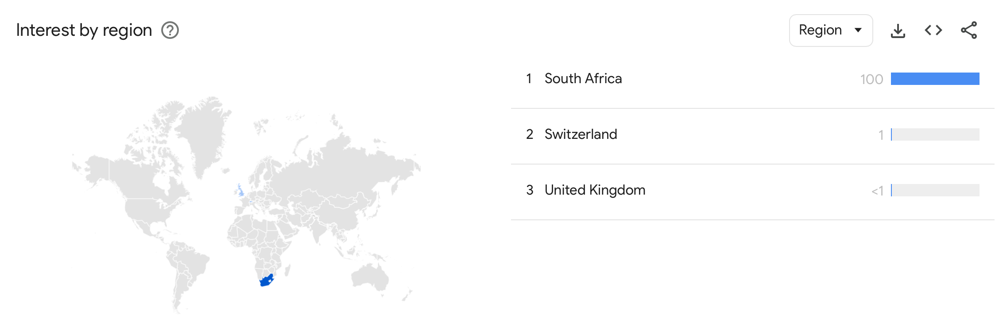 Interest by region
Region
1 South Africa 100
2 Switzerland 1
3 United Kingdom <1